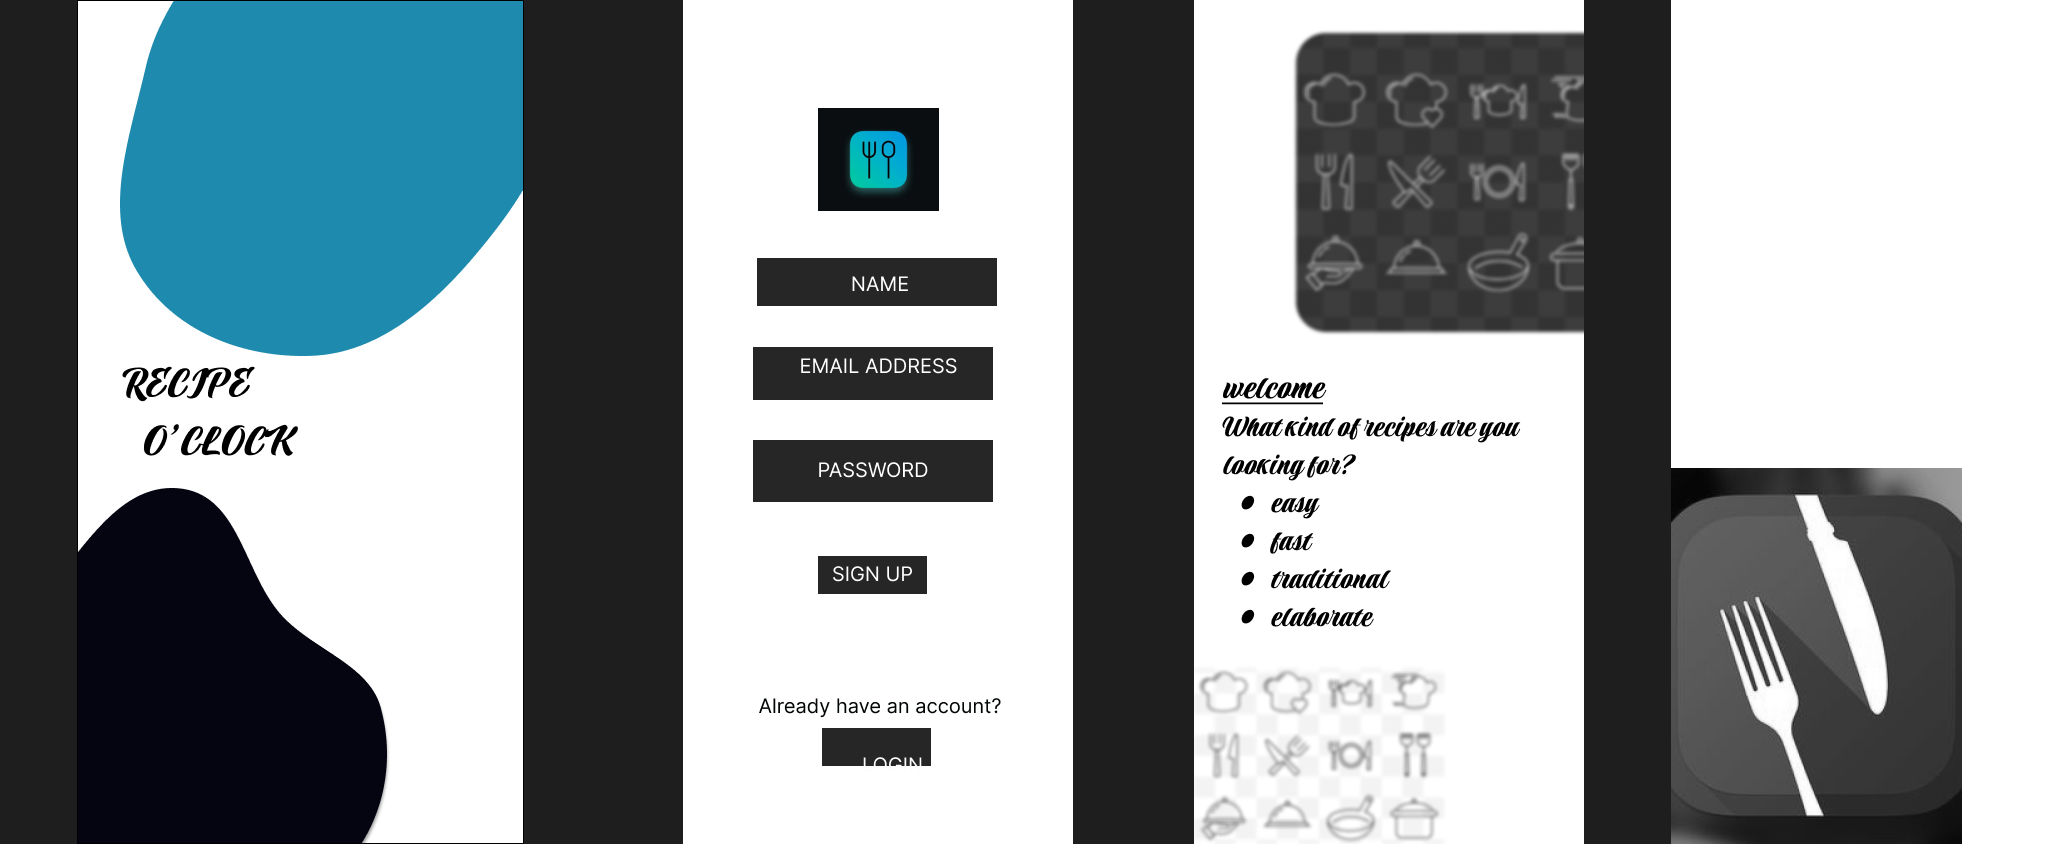 RECIPE
O'CLOCK
NAME
EMAIL ADDRESS
PASSWORD
SIGN UP
Already have an account?
LOGIN
welcome
What kind of recipes are you
looking for?
• easy
• fast
• traditional
• elaborate